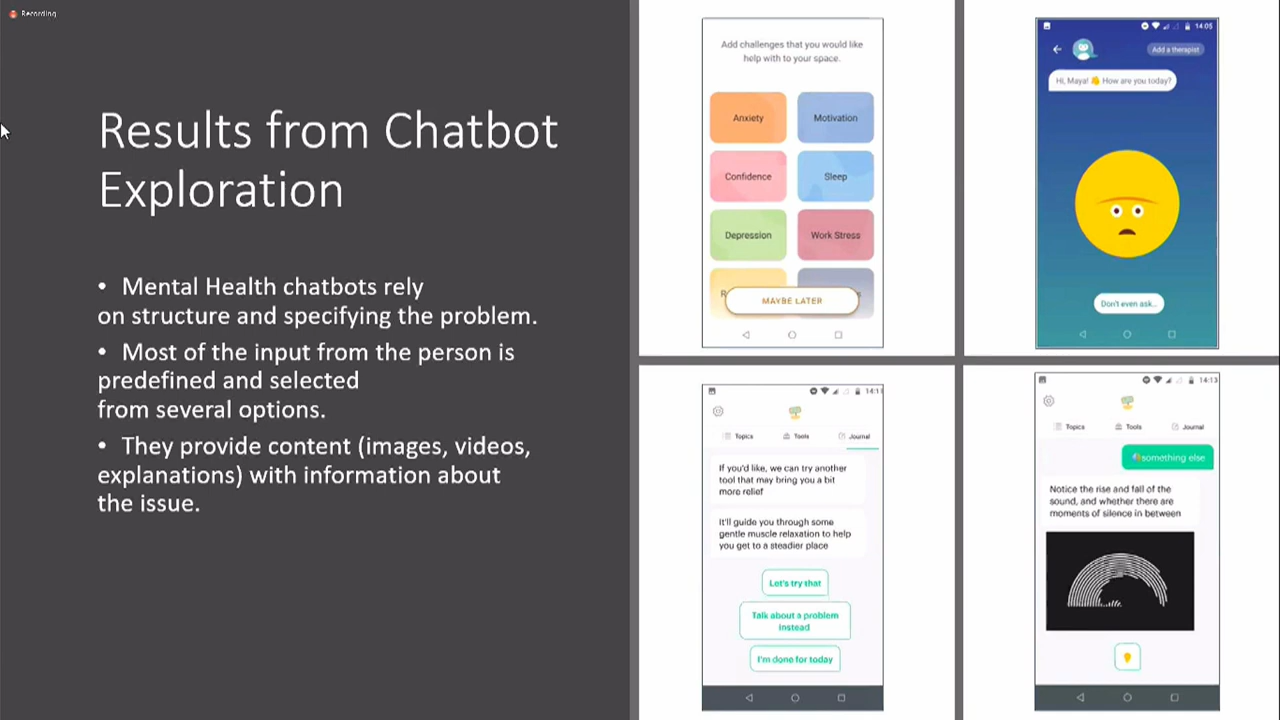 Recording
Results from Chatbot
Exploration
• Mental Health chatbots rely
on structure and specifying the problem.
• Most of the input from the person is
predefined and selected
from several options.
• They provide content (images, videos,
explanations) with information about
the issue.
Add challenges that you would like
help with to your space.
Anxiety
Motivation
Confidence
Sleep
Depression
Work Stress
MAYBE LATER
14:05
Add a therapist
Hi, Maya! 👋 How are you today?
Don't even ask...
14:11
Topics
Tools
Journal
If you'd like, we can try another
tool that may bring you a bit
more relief
It'll guide you through some
gentle muscle relaxation to help
you get to a steadier place
Let's try that
Talk about a problem
instead
I'm done for today
14:13
Topics
Tools
Journal
something else
Notice the rise and fall of the
sound, and whether there are
moments of silence in between